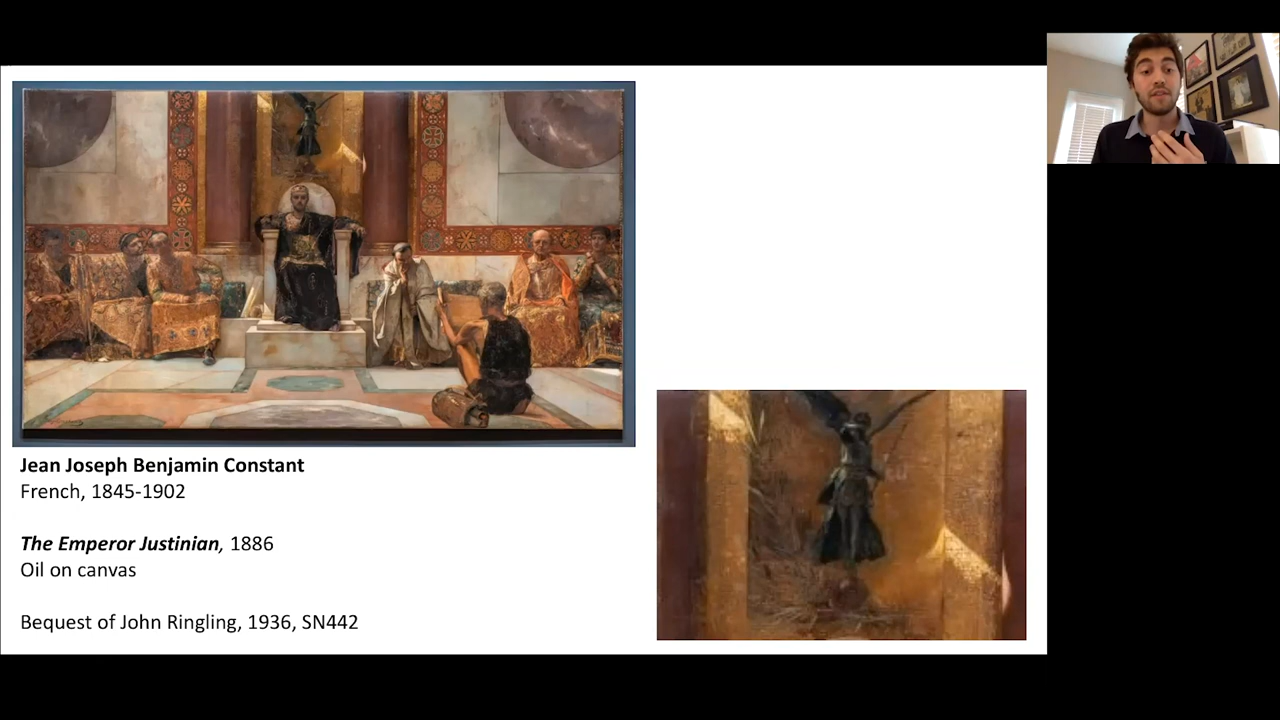 Jean Joseph Benjamin Constant
French, 1845-1902
The Emperor Justinian, 1886
Oil on canvas
Bequest of John Ringling, 1936, SN442